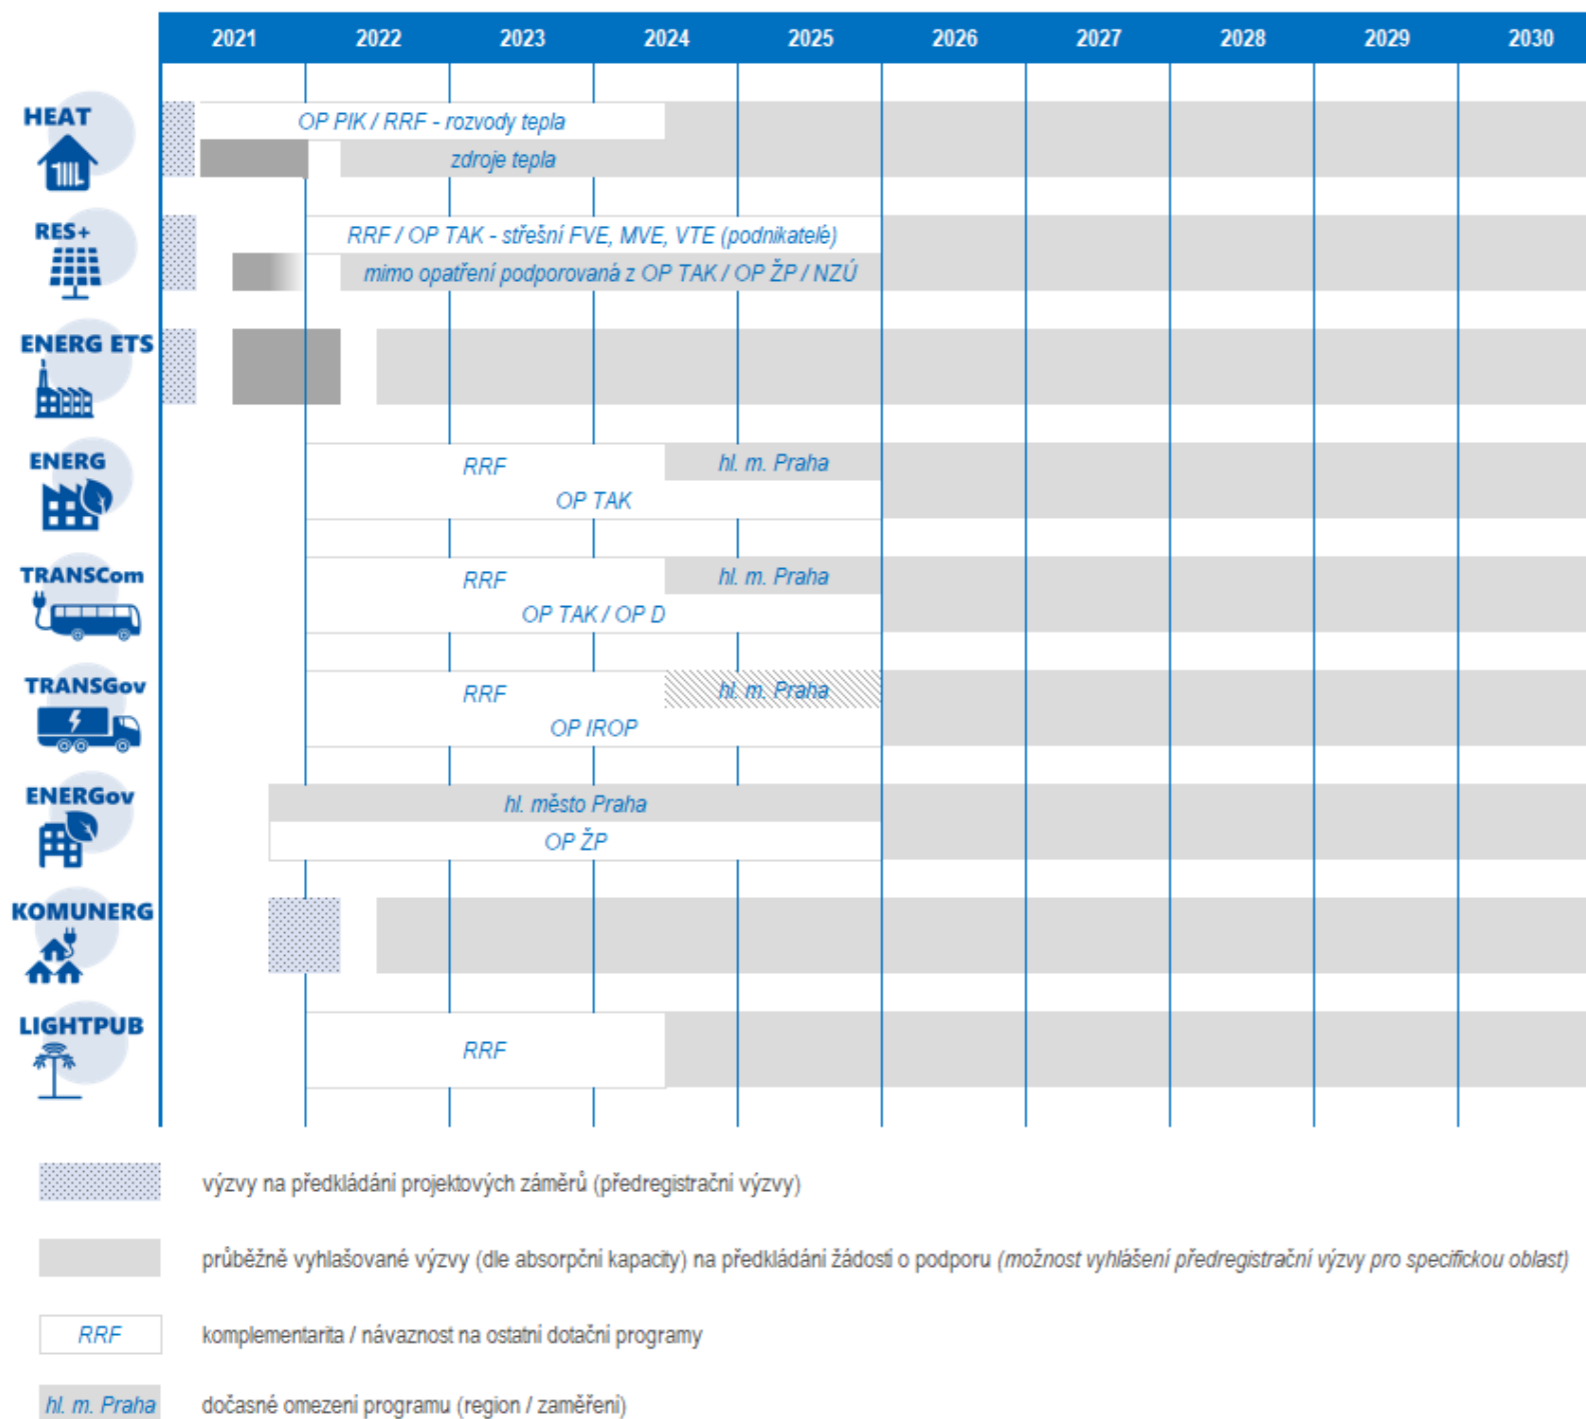 2021 2022 2023 2024 2025 2026 2027 2028 2029 2030
HEAT
OP PIK / RRF - rozvody tepla
zdroje tepla
RES+
RRF / OP TAK - střešní FVE, MVE, VTE (podnikatelé)
mimo opatření podporovaná z OP TAK / OP ŽP / NZÚ
ENERG ETS
ENERG
RRF
hl. m. Praha
OP TAK
TRANSCom
RRF
hl. m. Praha
OP TAK / OP D
TRANSGov
RRF
hl. m. Praha
OP IROP
ENERGov
hl. město Praha
OP ŽP
KOMUNERG
LIGHTPUB
RRF
výzvy na předkládání projektových záměrů (předregistrační výzvy)
průběžně vyhlašované výzvy (dle absorpční kapacity) na předkládání žádostí o podporu (možnost vyhlášení předregistrační výzvy pro specifickou oblast)
RRF komplementarita / návaznost na ostatní dotační programy
hl. m. Praha dočasné omezení programu (region / zaměření)